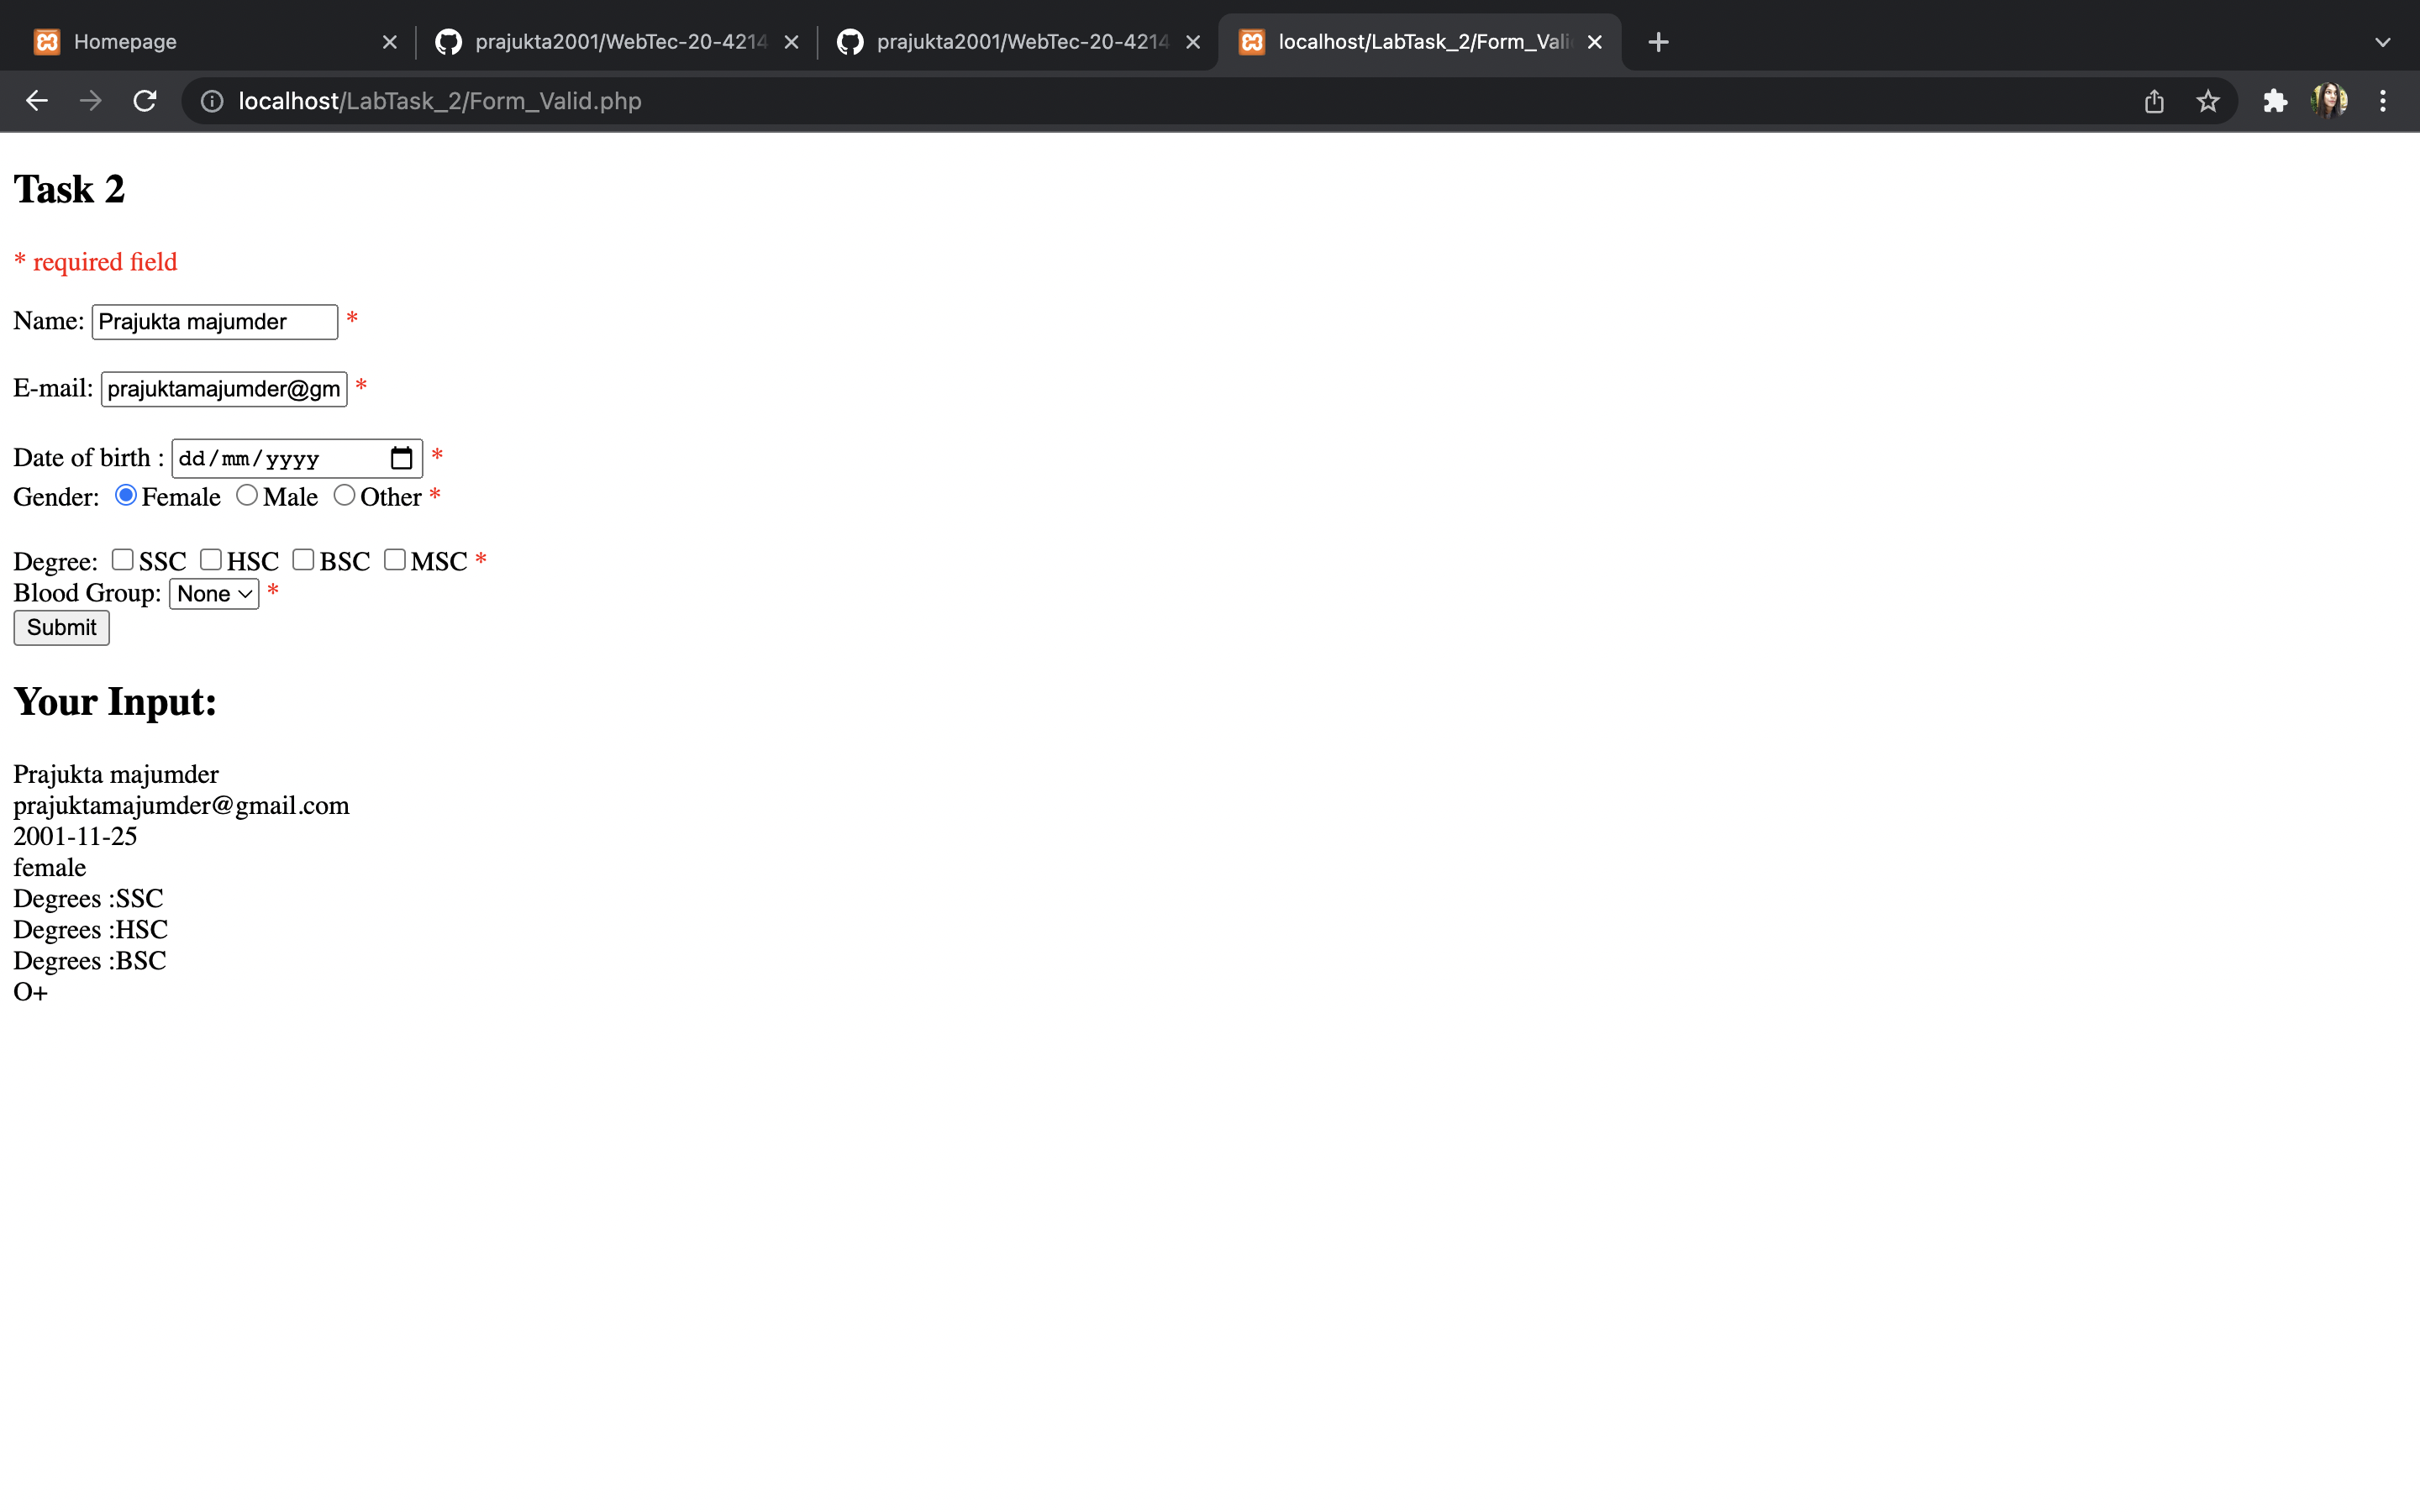 Homepage
prajukta2001/WebTec-20-4214
prajukta2001/WebTec-20-4214
localhost/LabTask_2/Form_Vali
localhost/LabTask_2/Form_Valid.php
Task 2
* required field
Name: Prajukta majumder *
E-mail: prajuktamajumder@gm *
Date of birth : dd/mm/yyyy *
Gender: Female Male Other *
Degree: SSC HSC BSC MSC *
Blood Group: None *
Submit
Your Input:
Prajukta majumder
prajuktamajumder@gmail.com
2001-11-25
female
Degrees :SSC
Degrees :HSC
Degrees :BSC
O+